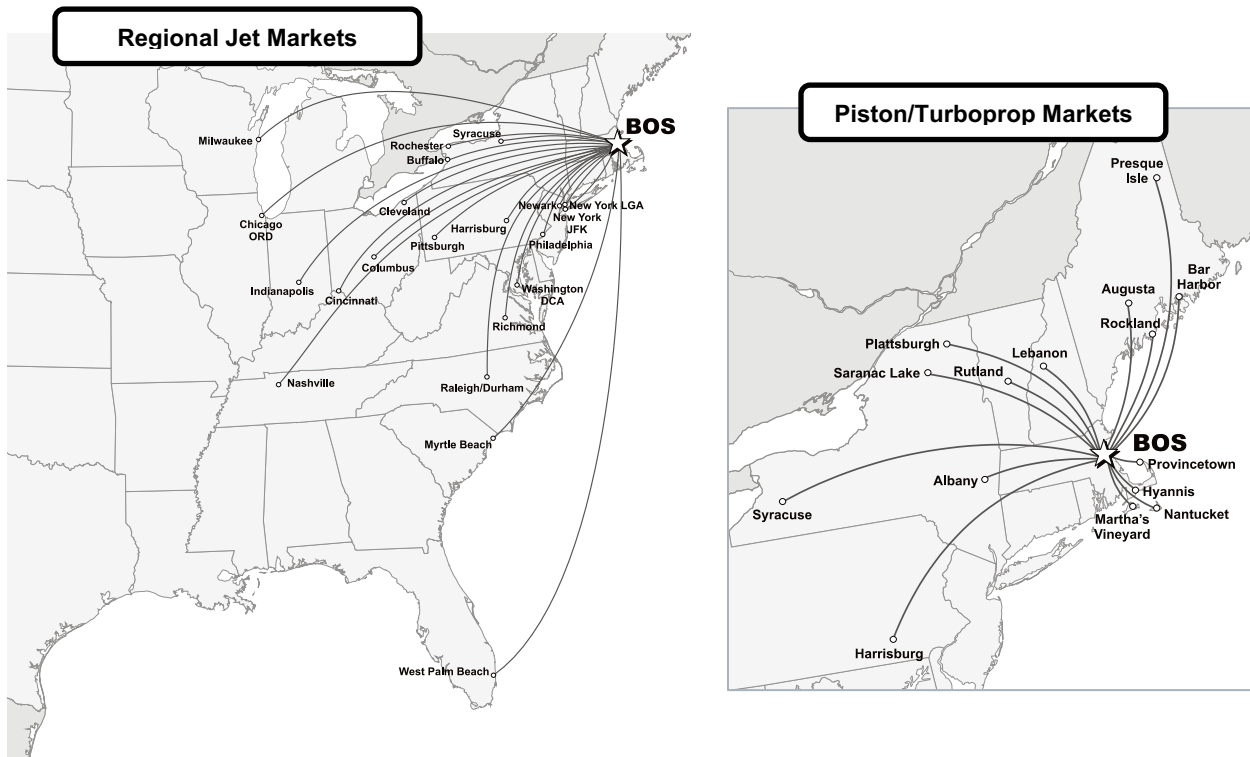 Regional Jet Markets
BOS
Milwaukee
Syracuse
Rochester
Buffalo
Cleveland
Chicago
ORD
Newark
New York LGA
New York
JFK
Harrisburg
Philadelphia
Pittsburgh
Columbus
Indianapolis
Cincinnati
Washington
DCA
Richmond
Nashville
Raleigh/Durham
Myrtle Beach
West Palm Beach
Piston/Turboprop Markets
Presque
Isle
Bar
Harbor
Augusta
Rockland
Plattsburgh
Lebanon
Saranac Lake
Rutland
BOS
Provincetown
Albany
Hyannis
Syracuse
Nantucket
Martha's
Vineyard
Harrisburg